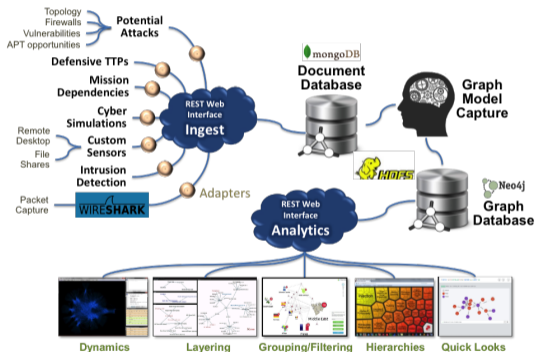 Topology
Firewalls
Vulnerabilities
APT opportunities
Potential
Attacks
Defensive TTPs
Mission
Dependencies
Cyber
Simulations
Remote
Desktop
File
Shares
Custom
Sensors
Intrusion
Detection
Packet
Capture
WIRESHARK
Adapters
REST Web
Interface
Ingest
mongoDB
Document
Database
HDFS
Graph
Model
Capture
Neo4j
Graph
Database
REST Web
Interface
Analytics
Dynamics
Layering
Grouping/Filtering
Hierarchies
Quick Looks